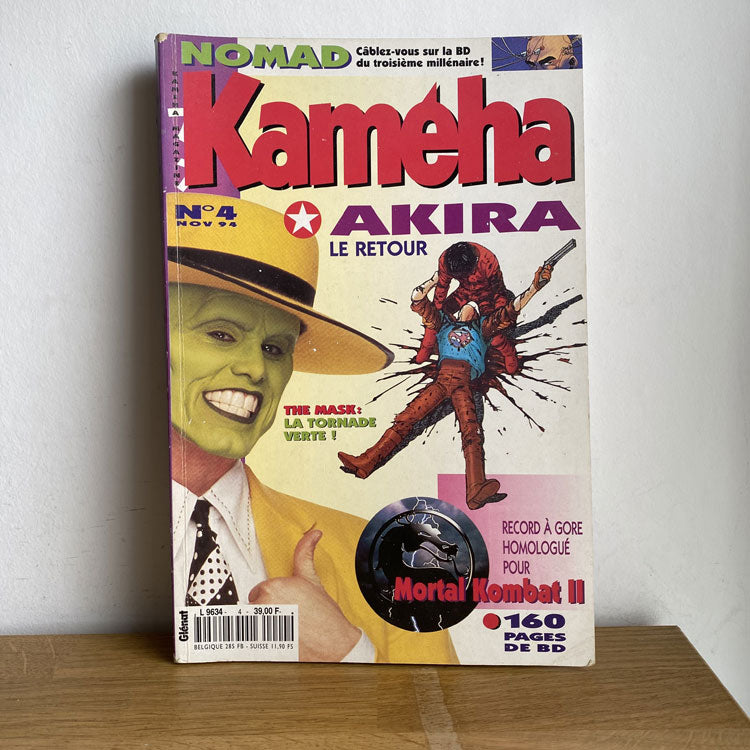 NOMAD
Câblez-vous sur la BD
du troisième millénaire !
KAMEHA MAGAZINE
Kaméha
N°4
NOV 94
AKIRA
LE RETOUR
THE MASK :
LA TORNADE
VERTE !
RECORD À GORE
HOMOLOGUÉ
POUR
Mortal Kombat II
160
PAGES
DE BD
Glénat
L 9634 - 4 - 39,00 F
BELGIQUE 285 FB - SUISSE 11,90 FS